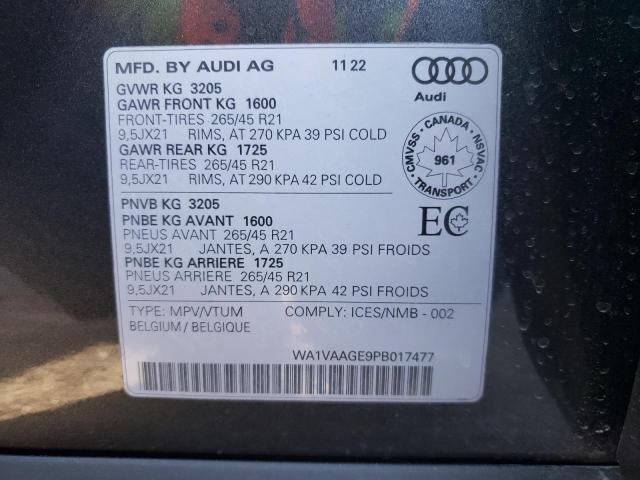 MFD. BY AUDI AG 11 22
GVWR KG 3205
GAWR FRONT KG 1600
FRONT-TIRES 265/45 R21
9,5JX21 RIMS, AT 270 KPA 39 PSI COLD
GAWR REAR KG 1725
REAR-TIRES 265/45 R21
9,5JX21 RIMS, AT 290 KPA 42 PSI COLD
Audi
CMVSS - CANADA - NSVAC
961
TRANSPORT
PNVB KG 3205
PNBE KG AVANT 1600
PNEUS AVANT 265/45 R21
9,5JX21 JANTES, A 270 KPA 39 PSI FROIDS
PNBE KG ARRIERE 1725
PNEUS ARRIERE 265/45 R21
9,5JX21 JANTES, A 290 KPA 42 PSI FROIDS
EC
TYPE: MPV/VTUM COMPLY: ICES/NMB - 002
BELGIUM / BELGIQUE
WA1VAAGE9PB017477